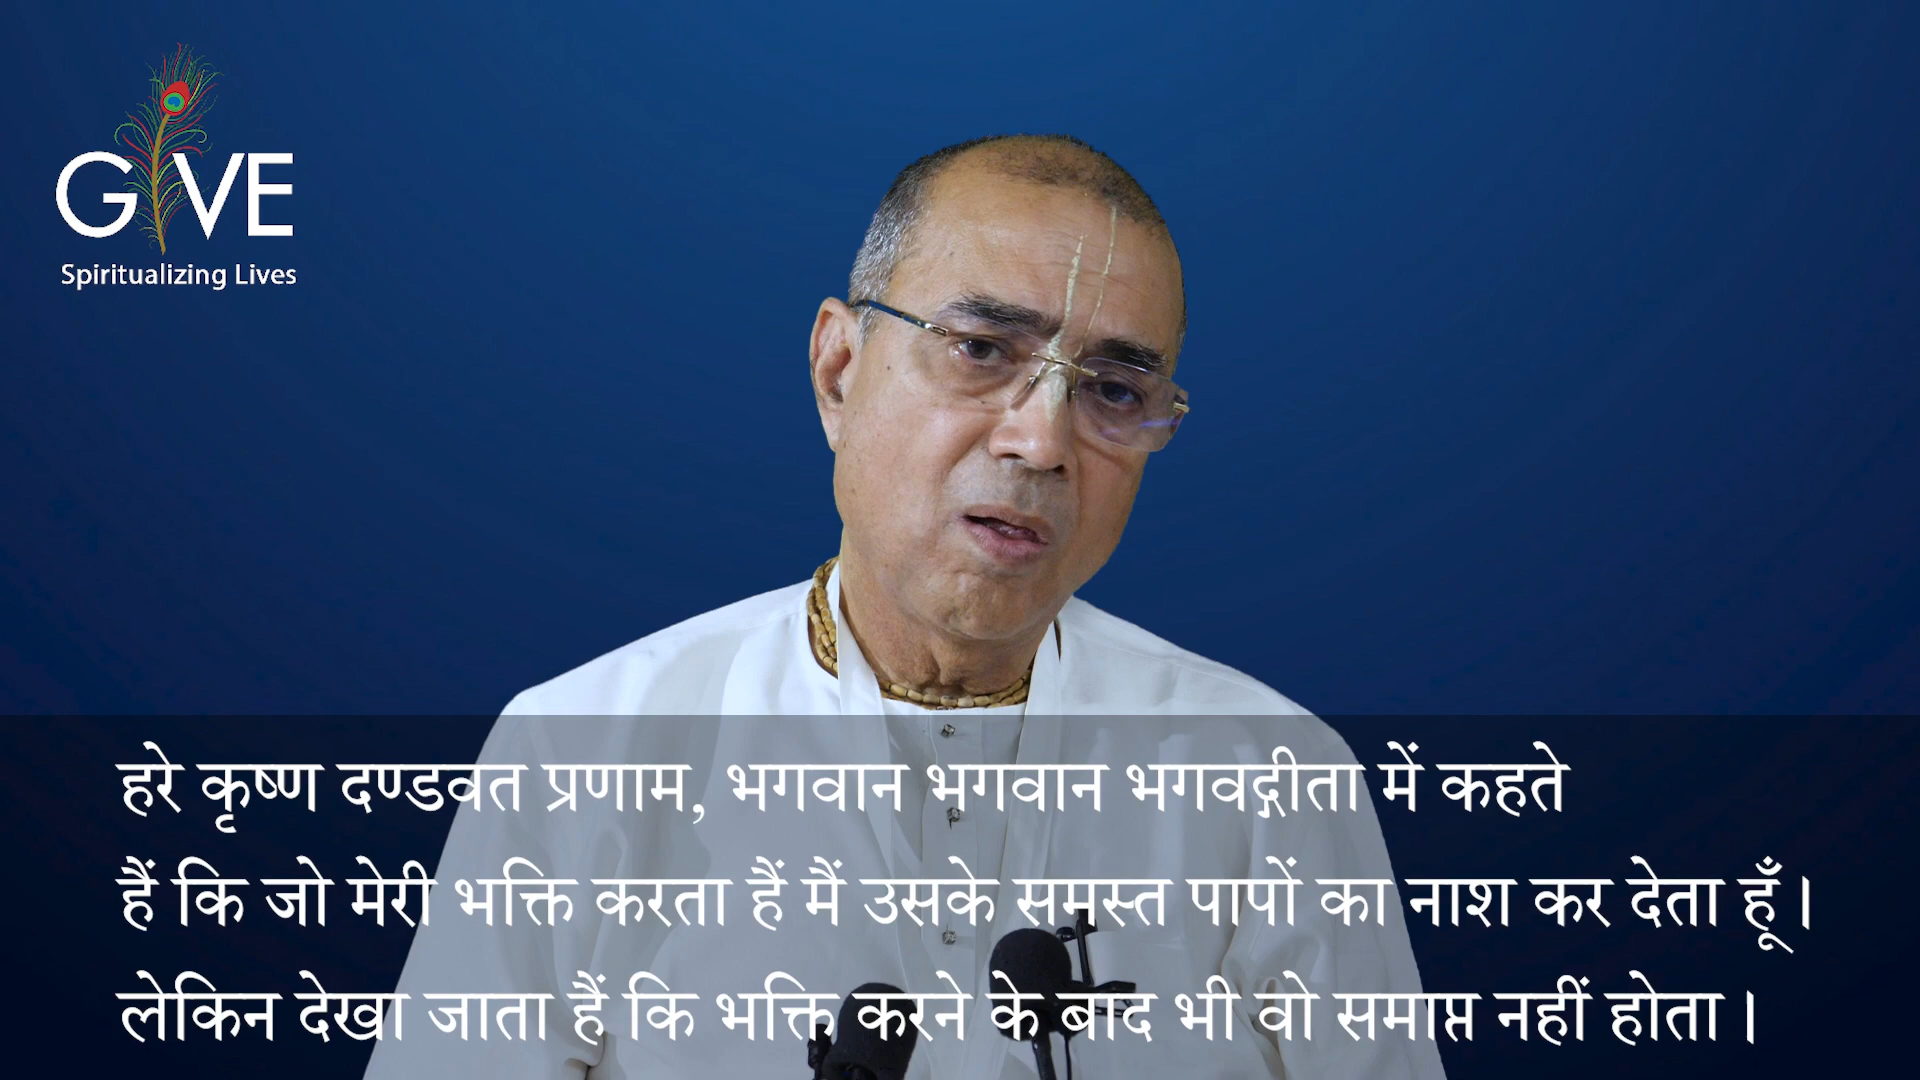 GIVE
Spiritualizing Lives
हरे कृष्ण दण्डवत प्रणाम, भगवान भगवान भगवद्गीता में कहते
हैं कि जो मेरी भक्ति करता हैं मैं उसके समस्त पापों का नाश कर देता हूँ।
लेकिन देखा जाता हैं कि भक्ति करने के बाद भी वो समाप्त नहीं होता।